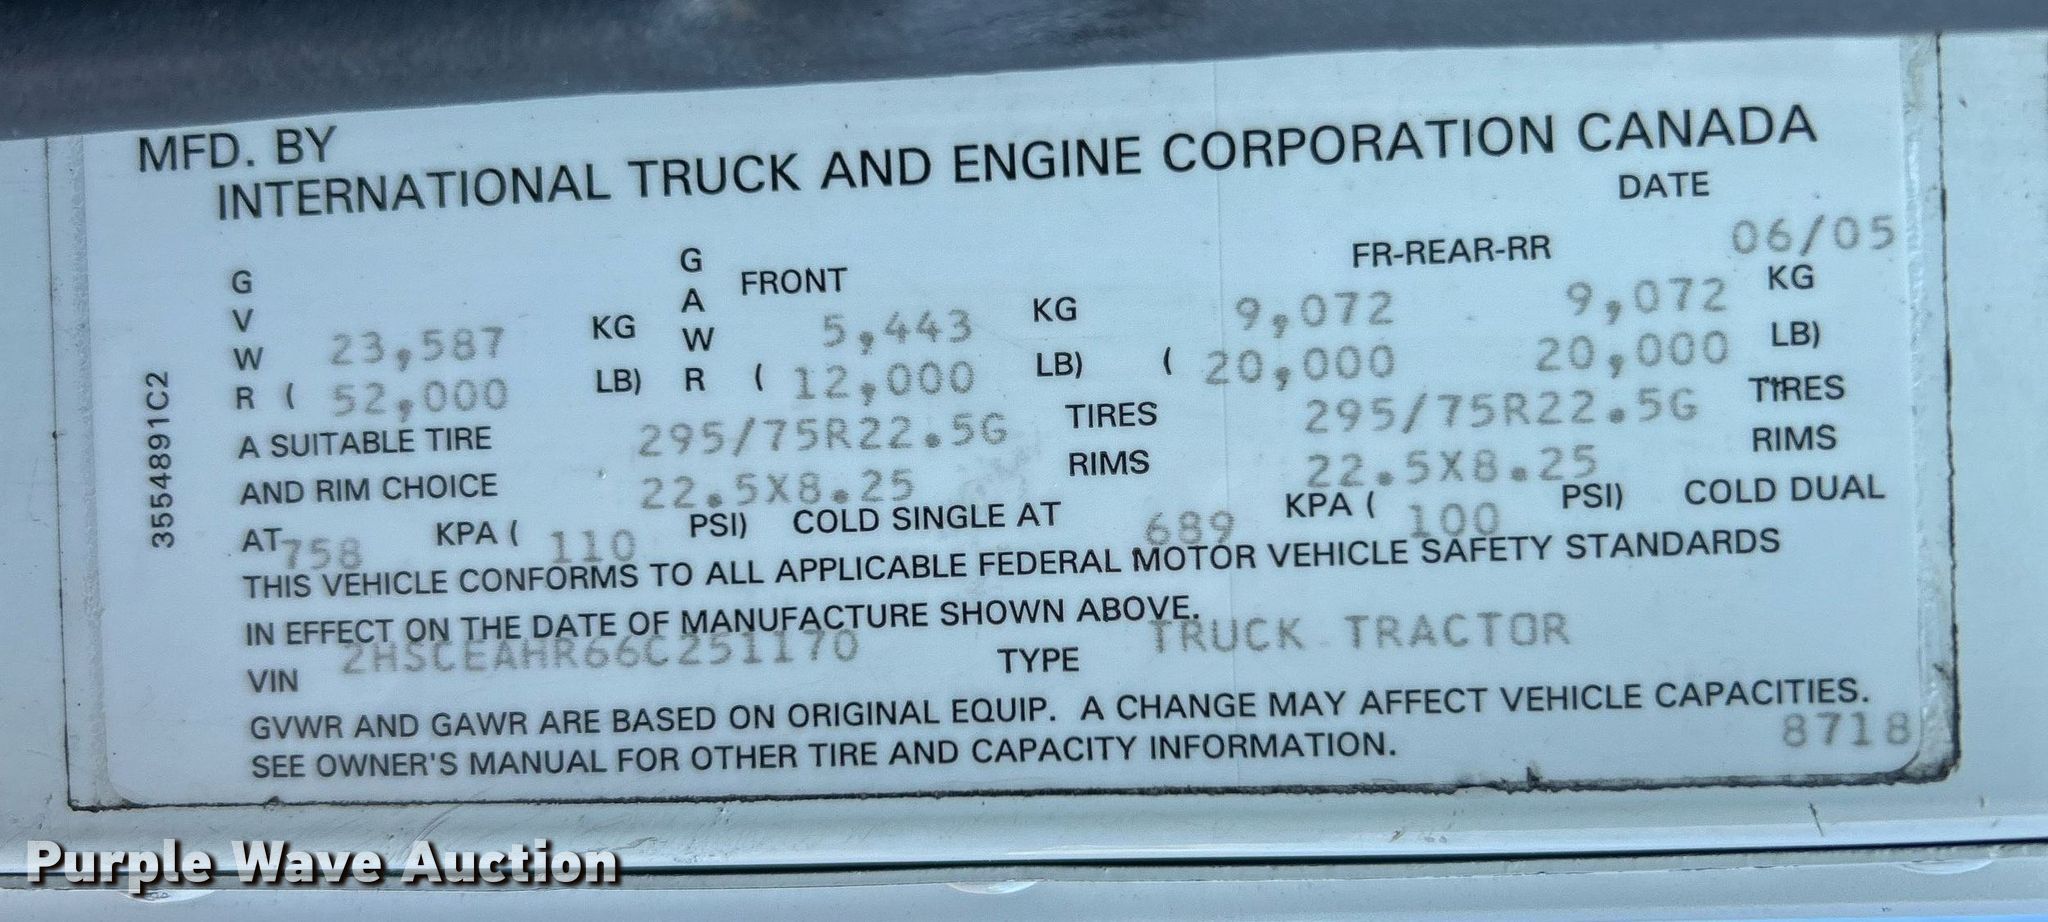 MFD. BY
INTERNATIONAL TRUCK AND ENGINE CORPORATION CANADA
DATE
06/05
GVWR 23,587 KG GAWR FRONT 5,443 KG FR-REAR-RR 9,072 9,072 KG
( 52,000 LB) ( 12,000 LB) ( 20,000 20,000 LB)
A SUITABLE TIRE 295/75R22.5G TIRES 295/75R22.5G TIRES
AND RIM CHOICE 22.5X8.25 RIMS 22.5X8.25 RIMS
AT 758 KPA ( 110 PSI) COLD SINGLE AT 689 KPA ( 100 PSI) COLD DUAL
THIS VEHICLE CONFORMS TO ALL APPLICABLE FEDERAL MOTOR VEHICLE SAFETY STANDARDS
IN EFFECT ON THE DATE OF MANUFACTURE SHOWN ABOVE.
VIN 2HSCEAHR66C251170 TYPE TRUCK TRACTOR
GVWR AND GAWR ARE BASED ON ORIGINAL EQUIP. A CHANGE MAY AFFECT VEHICLE CAPACITIES.
SEE OWNER'S MANUAL FOR OTHER TIRE AND CAPACITY INFORMATION.
8718
3554891C2
Purple Wave Auction